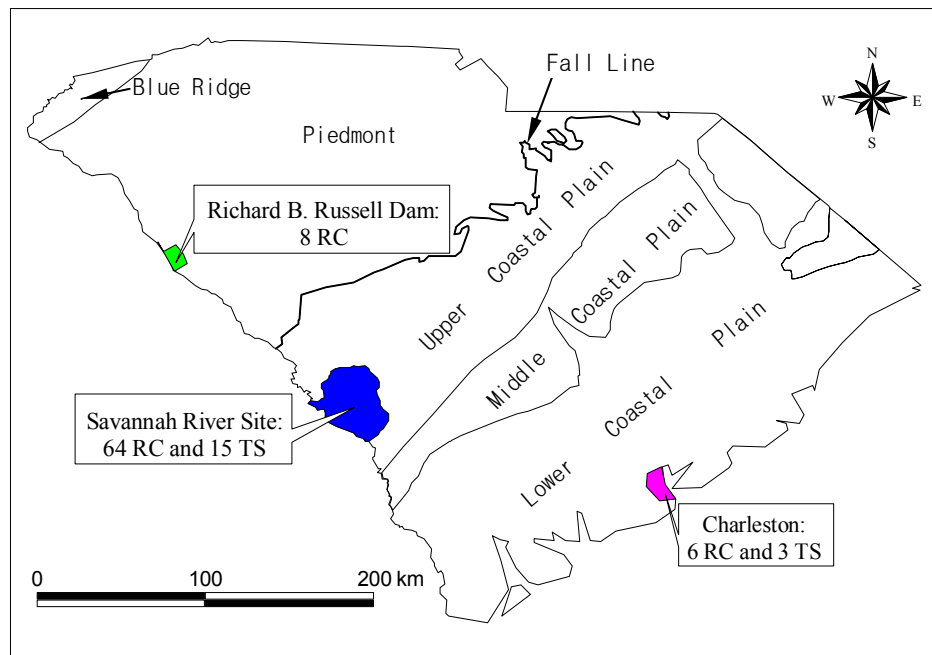 Blue Ridge
Fall Line
N
W E
S
Piedmont
Richard B. Russell Dam:
8 RC
Upper Coastal Plain
Middle Coastal Plain
Lower Coastal Plain
Savannah River Site:
64 RC and 15 TS
Charleston:
6 RC and 3 TS
0 100 200 km